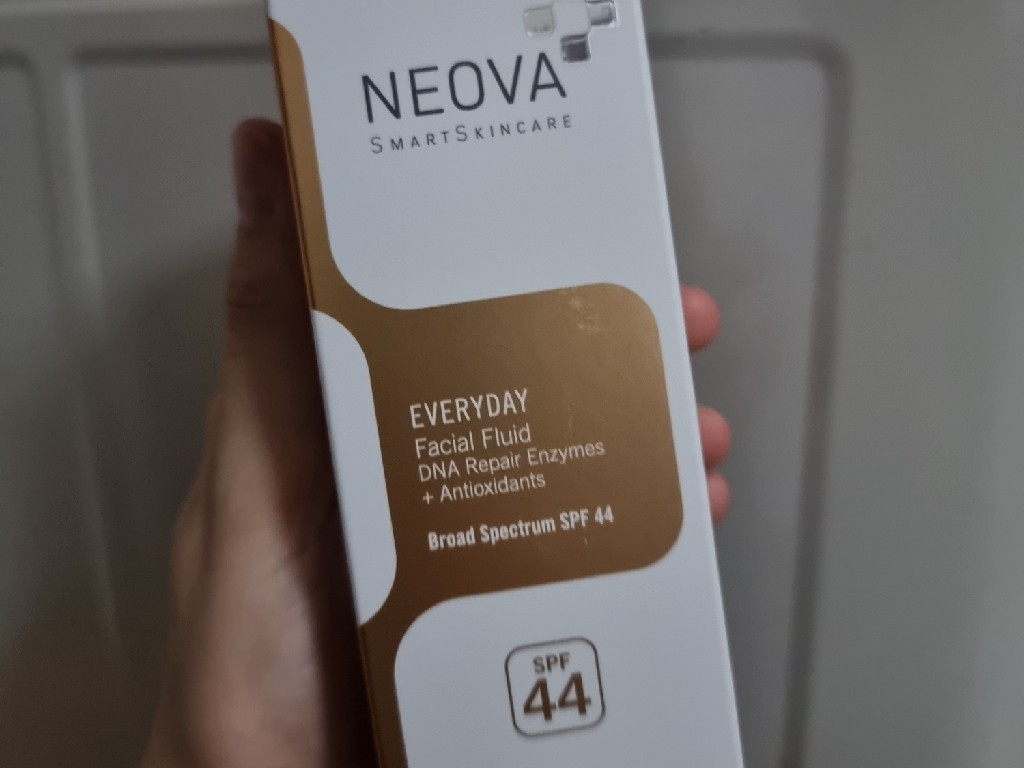 NEOVA
SMARTSKINCARE
EVERYDAY
Facial Fluid
DNA Repair Enzymes
+ Antioxidants
Broad Spectrum SPF 44
SPF
44